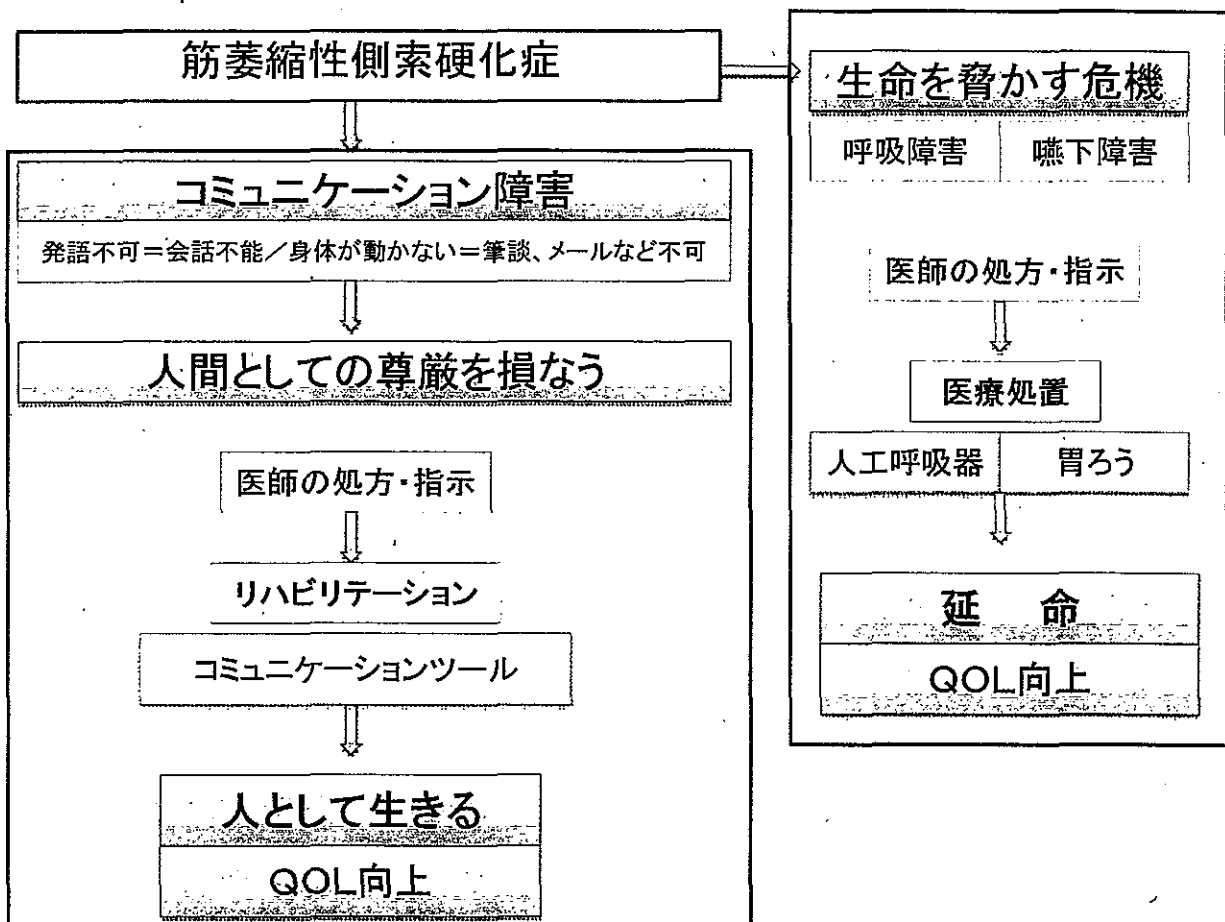 筋萎縮性側索硬化症
コミュニケーション障害
発語不可=会話不能/身体が動かない=筆談、メールなど不可
人間としての尊厳を損なう
医師の処方・指示
リハビリテーション
コミュニケーションツール
人として生きる
QOL向上
生命を脅かす危機
呼吸障害 嚥下障害
医師の処方・指示
医療処置
人工呼吸器 胃ろう
延 命
QOL向上